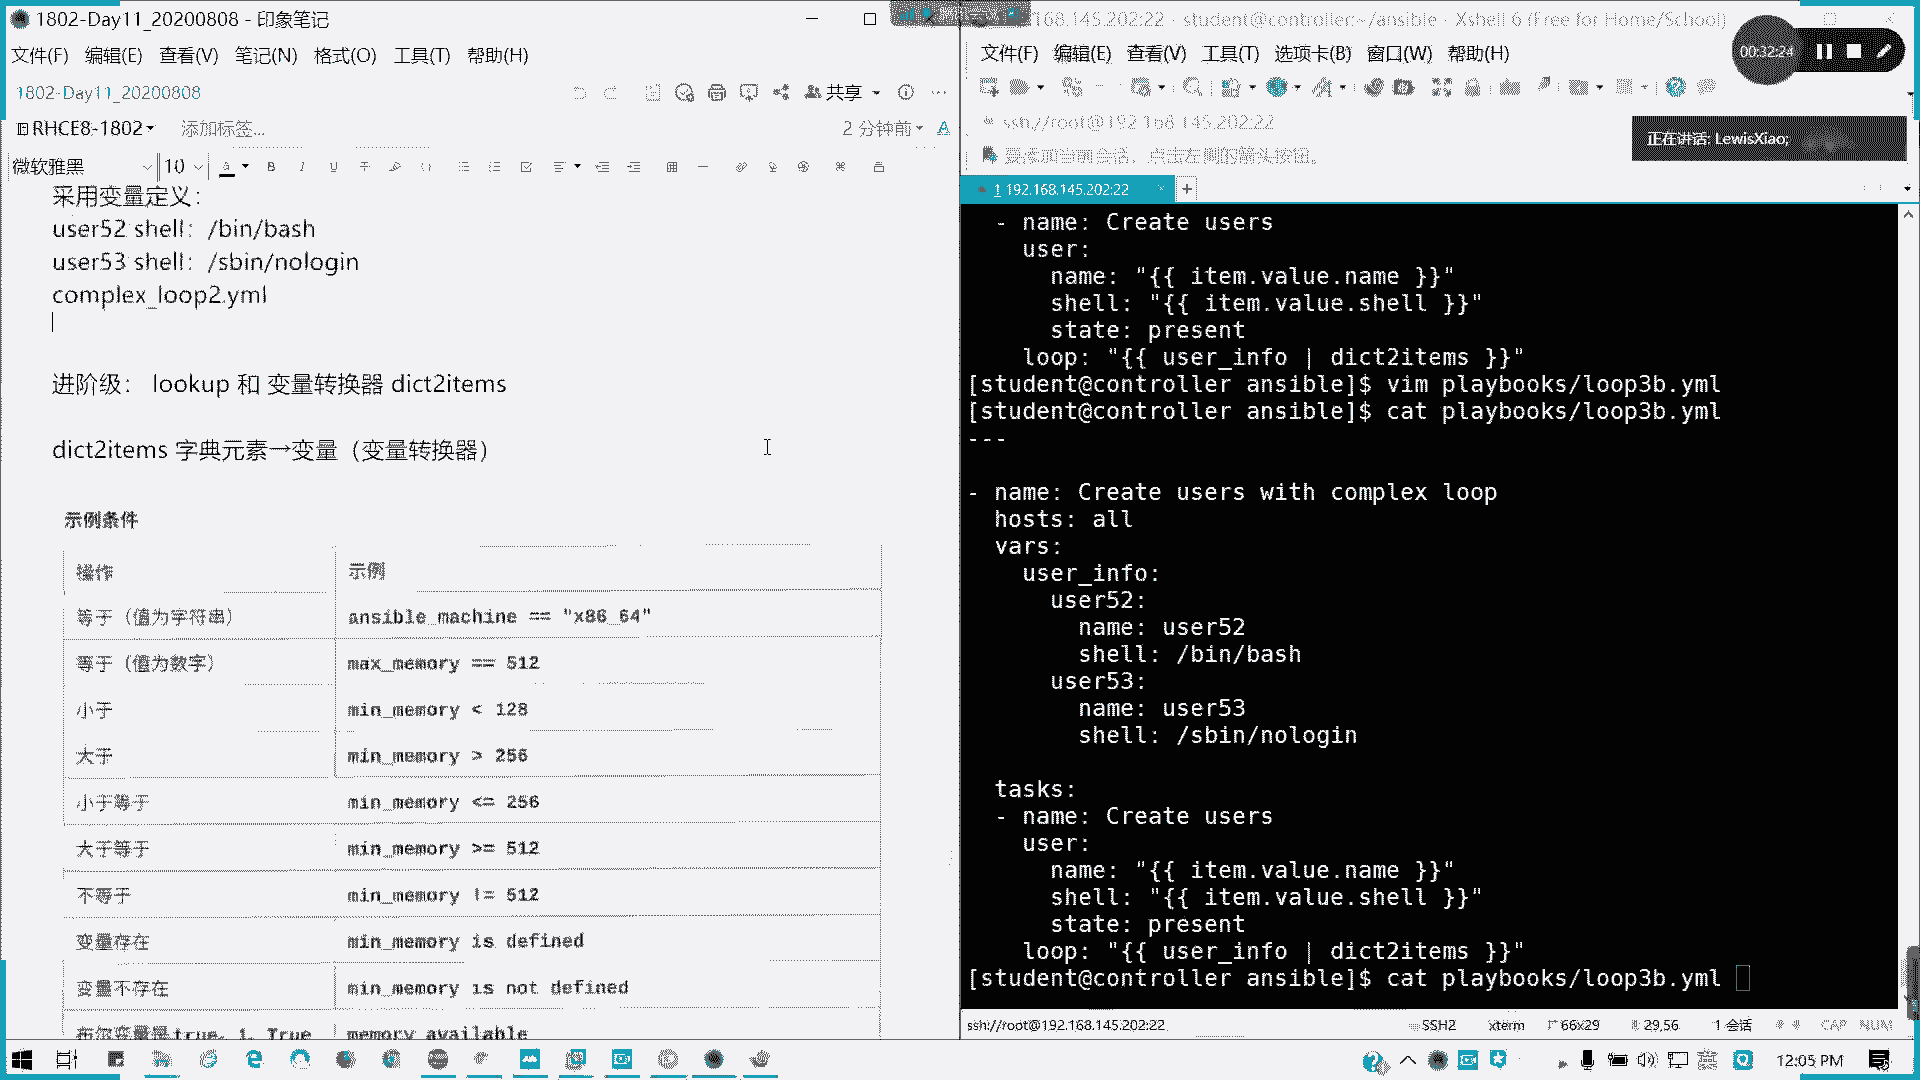 1802-Day11_20200808 - 印象笔记
文件(F) 编辑(E) 查看(V) 笔记(N) 格式(O) 工具(T) 帮助(H)
1802-Day11_20200808
共享
RHCE8-1802
添加标签...
2 分钟前
微软雅黑
10
采用变量定义：
user52 shell：/bin/bash
user53 shell：/sbin/nologin
complex_loop2.yml
进阶级： lookup 和 变量转换器 dict2items
dict2items 字典元素→变量（变量转换器）
示例条件
操作 示例
等于（值为字符串） ansible_machine == "x86_64"
等于（值为数字） max_memory == 512
小于 min_memory < 128
大于 min_memory > 256
小于等于 min_memory <= 256
大于等于 min_memory >= 512
不等于 min_memory != 512
变量存在 min_memory is defined
变量不存在 min_memory is not defined
布尔变量是true、1、True memory_available
168.145.202:22 - student@controller:~/ansible - Xshell 6 (Free for Home/School)
文件(F) 编辑(E) 查看(V) 工具(T) 选项卡(B) 窗口(W) 帮助(H)
00:32:24
ssh://root@192.168.145.202:22
正在讲话: LewisXiao;
要添加当前会话，点击左侧的箭头按钮。
1 192.168.145.202:22
  - name: Create users
    user:
      name: "{{ item.value.name }}"
      shell: "{{ item.value.shell }}"
      state: present
    loop: "{{ user_info | dict2items }}"
[student@controller ansible]$ vim playbooks/loop3b.yml
[student@controller ansible]$ cat playbooks/loop3b.yml
---
- name: Create users with complex loop
  hosts: all
  vars:
    user_info:
      user52:
        name: user52
        shell: /bin/bash
      user53:
        name: user53
        shell: /sbin/nologin
  tasks:
  - name: Create users
    user:
      name: "{{ item.value.name }}"
      shell: "{{ item.value.shell }}"
      state: present
    loop: "{{ user_info | dict2items }}"
[student@controller ansible]$ cat playbooks/loop3b.yml
ssh://root@192.168.145.202:22
SSH2
xterm
66x29
29,56
1 会话
CAP
NUM
12:05 PM